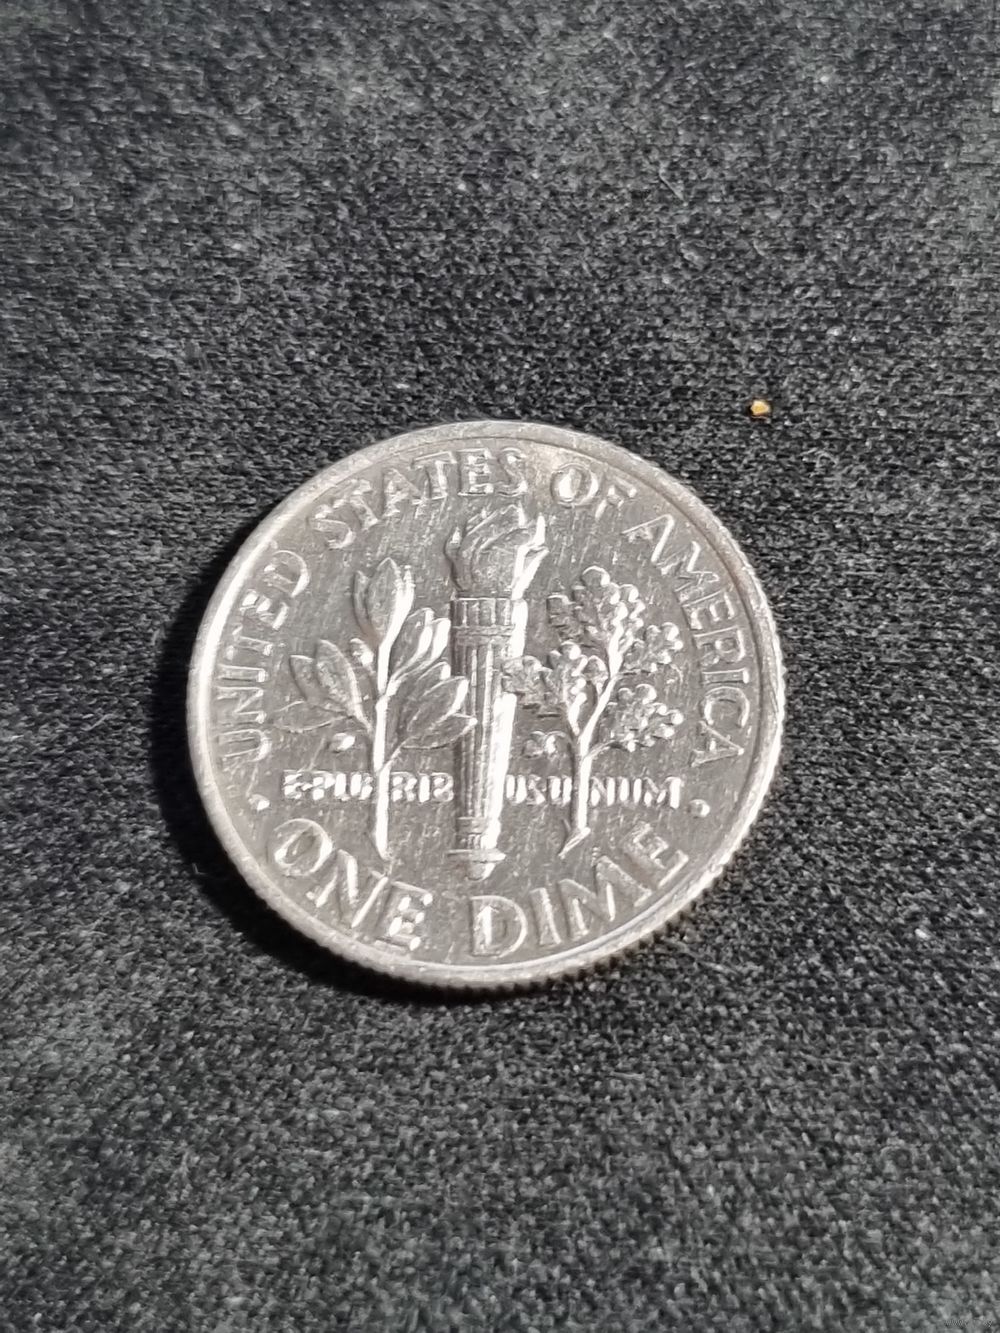 UNITED STATES OF AMERICA
E·PLURIBUS UNUM
· ONE DIME ·